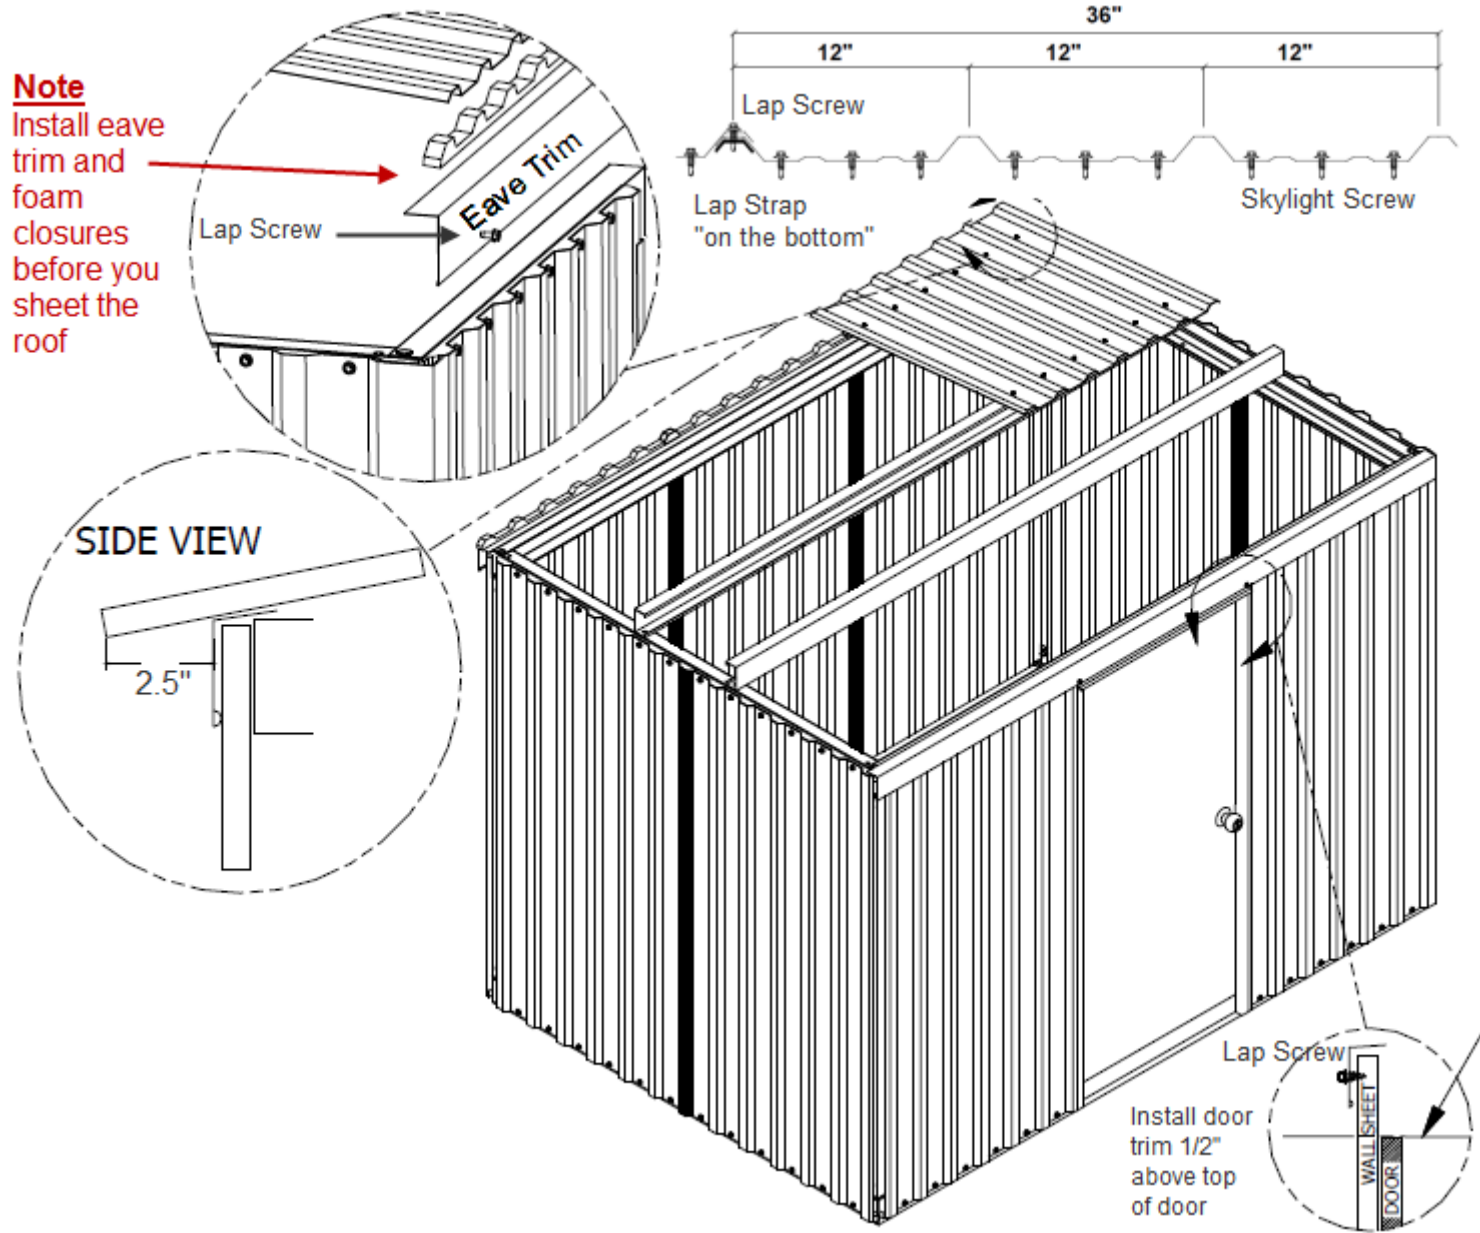 36"
12"
12"
12"
Note
Install eave
trim and
foam
closures
before you
sheet the
roof
Lap Screw
Eave Trim
Lap Screw
Lap Strap
"on the bottom"
Skylight Screw
SIDE VIEW
2.5"
Lap Screw
Install door
trim 1/2"
above top
of door
WALL SHEET
DOOR